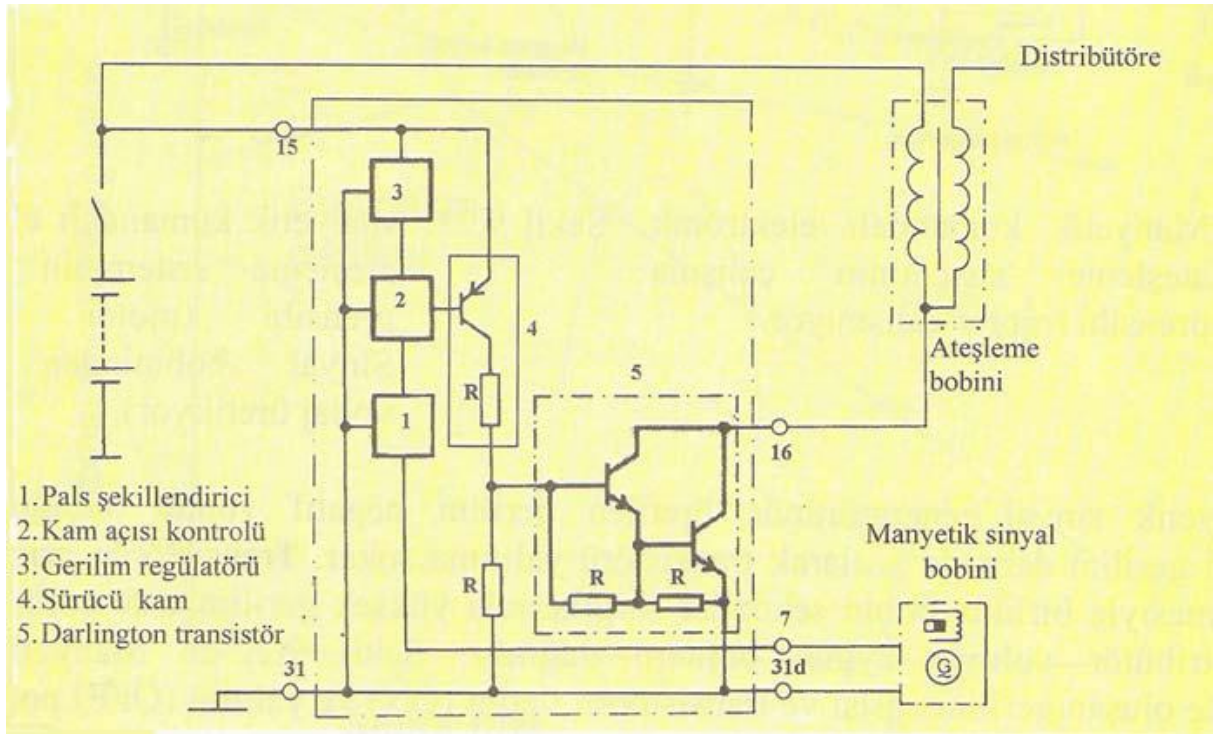 Distribütöre
15
3
2
4
R
1
5
Ateşleme
bobini
16
1.Pals şekillendirici
2.Kam açısı kontrolü
3.Gerilim regülatörü
4.Sürücü kam
5.Darlington transistör
R
R
R
Manyetik sinyal
bobini
7
31
31d
G